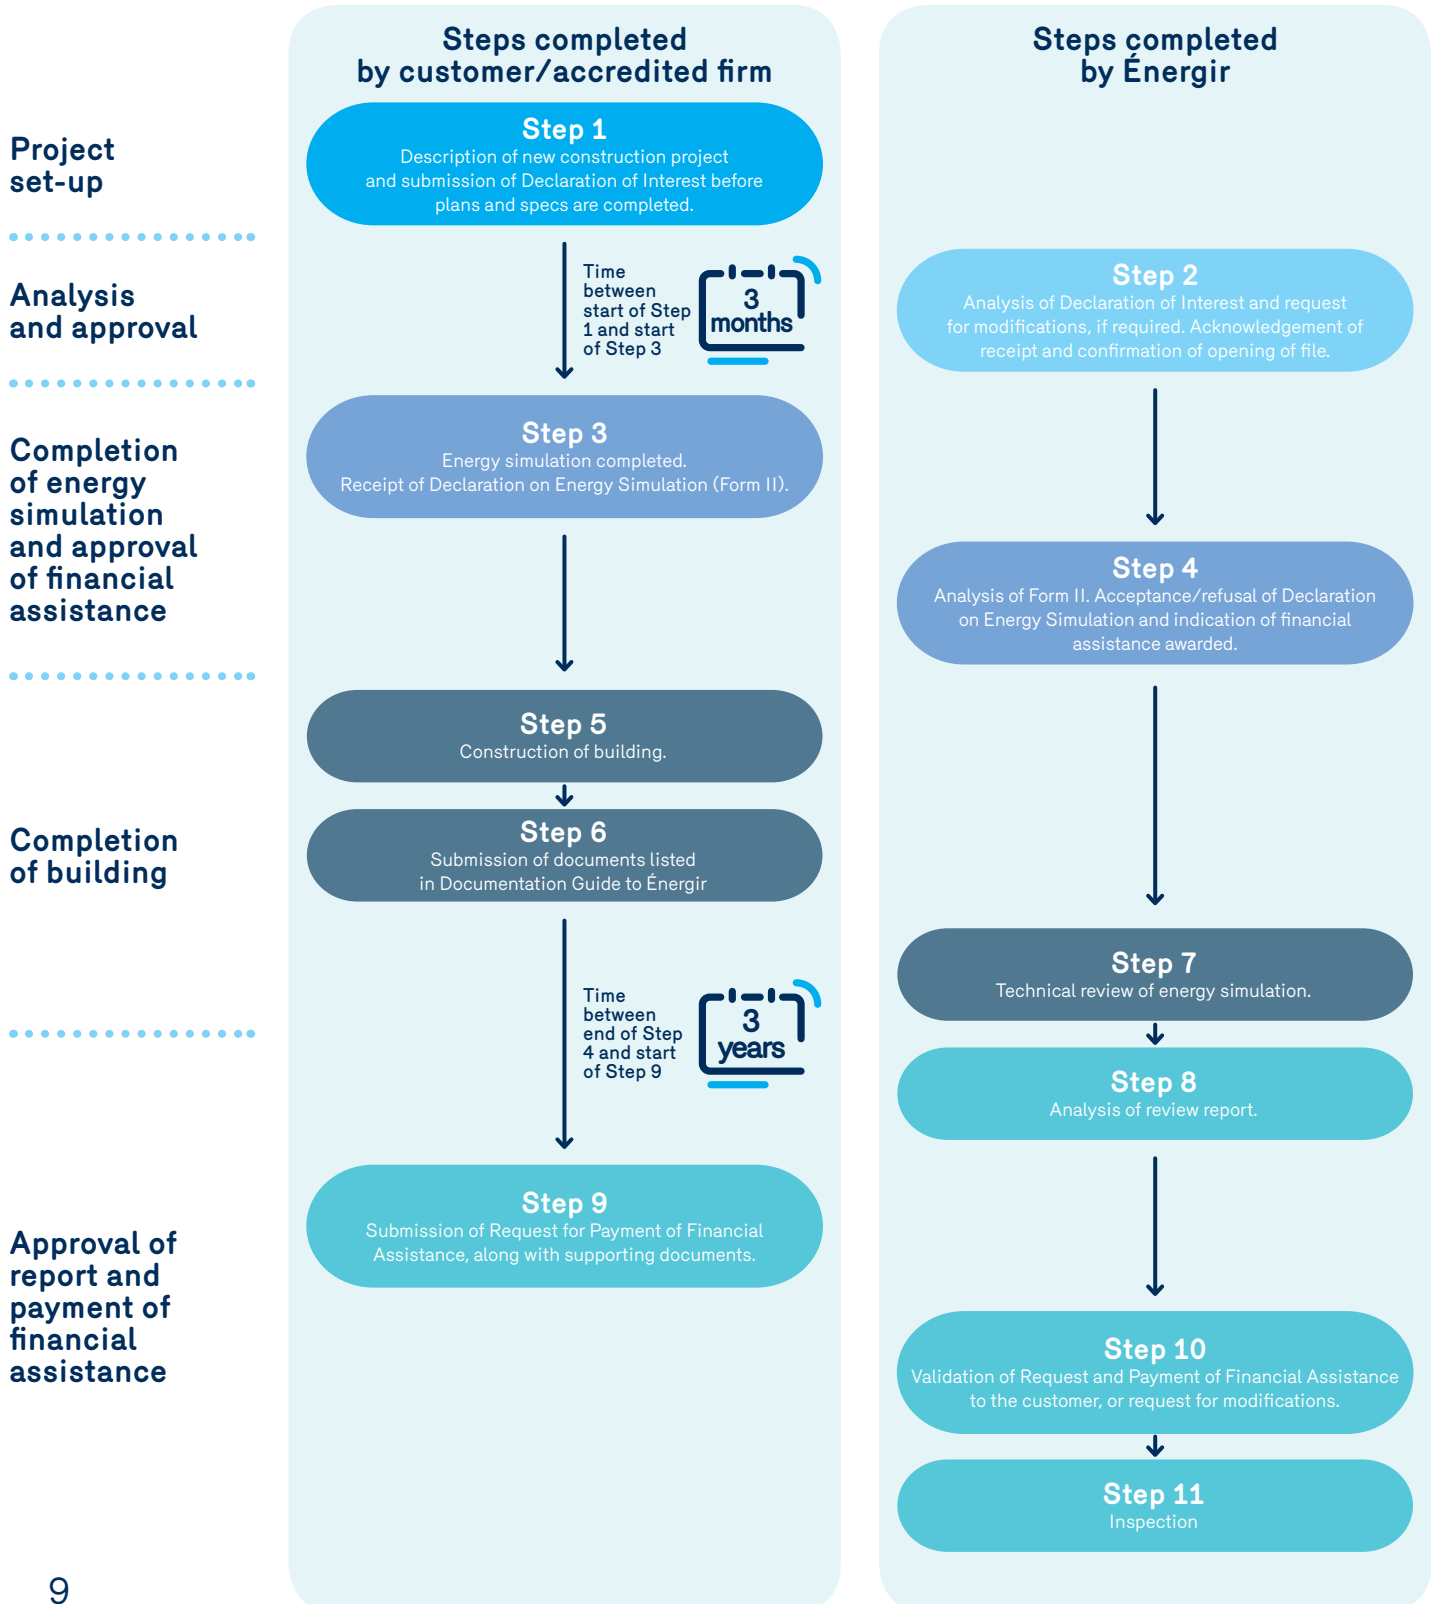 Steps completed
by customer/accredited firm
Steps completed
by Énergir
Project
set-up
Step 1
Description of new construction project
and submission of Declaration of Interest before
plans and specs are completed.
Analysis
and approval
Time
between
start of Step
1 and start
of Step 3
3
months
Step 2
Analysis of Declaration of Interest and request
for modifications, if required. Acknowledgement of
receipt and confirmation of opening of file.
Completion
of energy
simulation
and approval
of financial
assistance
Step 3
Energy simulation completed.
Receipt of Declaration on Energy Simulation (Form II).
Step 4
Analysis of Form II. Acceptance/refusal of Declaration
on Energy Simulation and indication of financial
assistance awarded.
Completion
of building
Step 5
Construction of building.
Step 6
Submission of documents listed
in Documentation Guide to Énergir
Time
between
end of Step
4 and start
of Step 9
3
years
Step 7
Technical review of energy simulation.
Step 8
Analysis of review report.
Approval of
report and
payment of
financial
assistance
Step 9
Submission of Request for Payment of Financial
Assistance, along with supporting documents.
Step 10
Validation of Request and Payment of Financial Assistance
to the customer, or request for modifications.
Step 11
Inspection
9